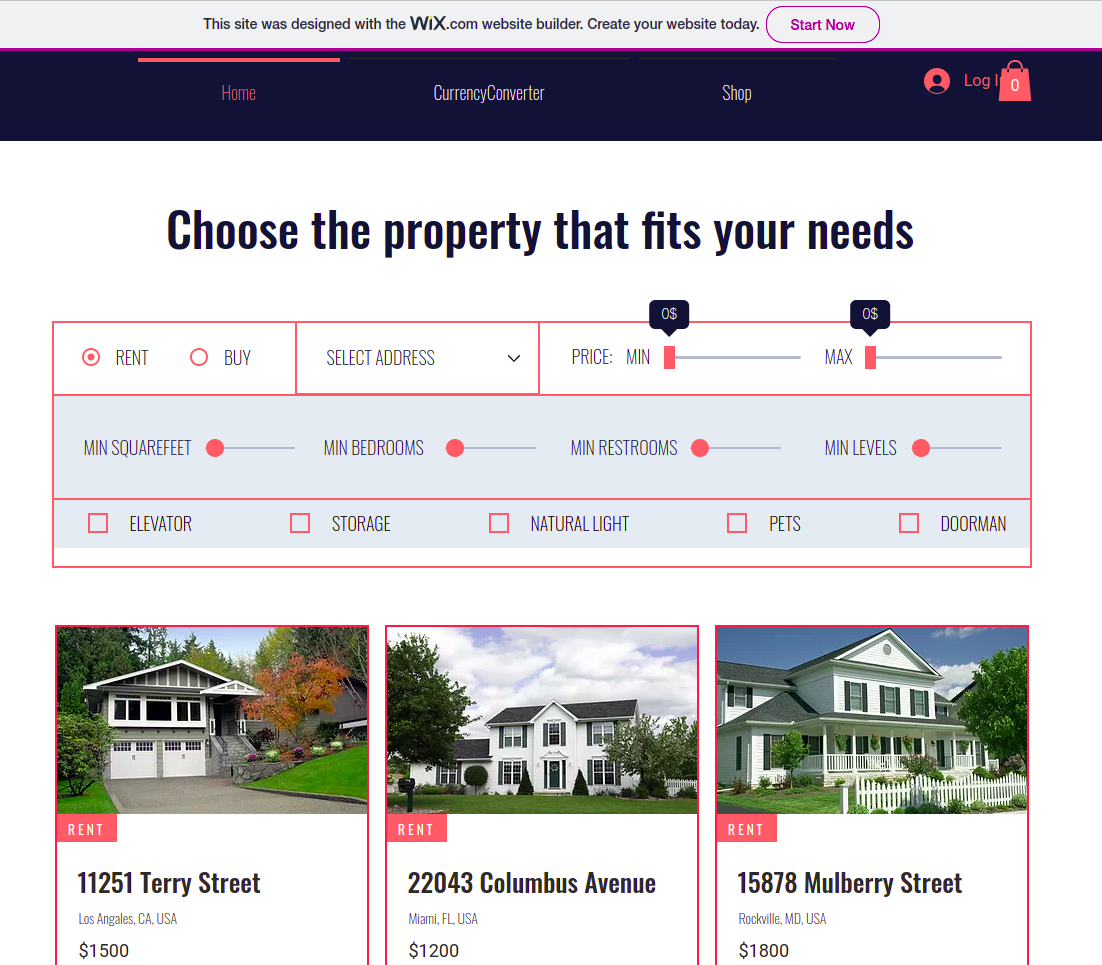 This site was designed with the WiX.com website builder. Create your website today. Start Now
Home CurrencyConverter Shop Log I 0
Choose the property that fits your needs
0$ 0$
RENT BUY SELECT ADDRESS PRICE: MIN MAX
MIN SQUAREFEET MIN BEDROOMS MIN RESTROOMS MIN LEVELS
ELEVATOR STORAGE NATURAL LIGHT PETS DOORMAN
RENT RENT RENT
11251 Terry Street 22043 Columbus Avenue 15878 Mulberry Street
Los Angales, CA, USA Miami, FL, USA Rockville, MD, USA
$1500 $1200 $1800